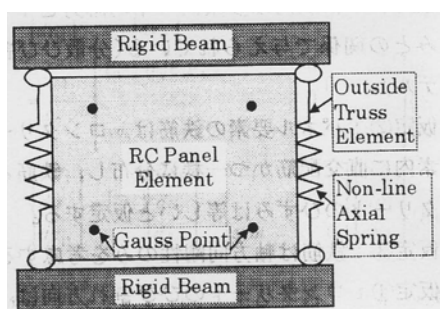 Rigid Beam
Outside
Truss
Element
RC Panel
Element
Non-line
Axial
Spring
Gauss Point
Rigid Beam